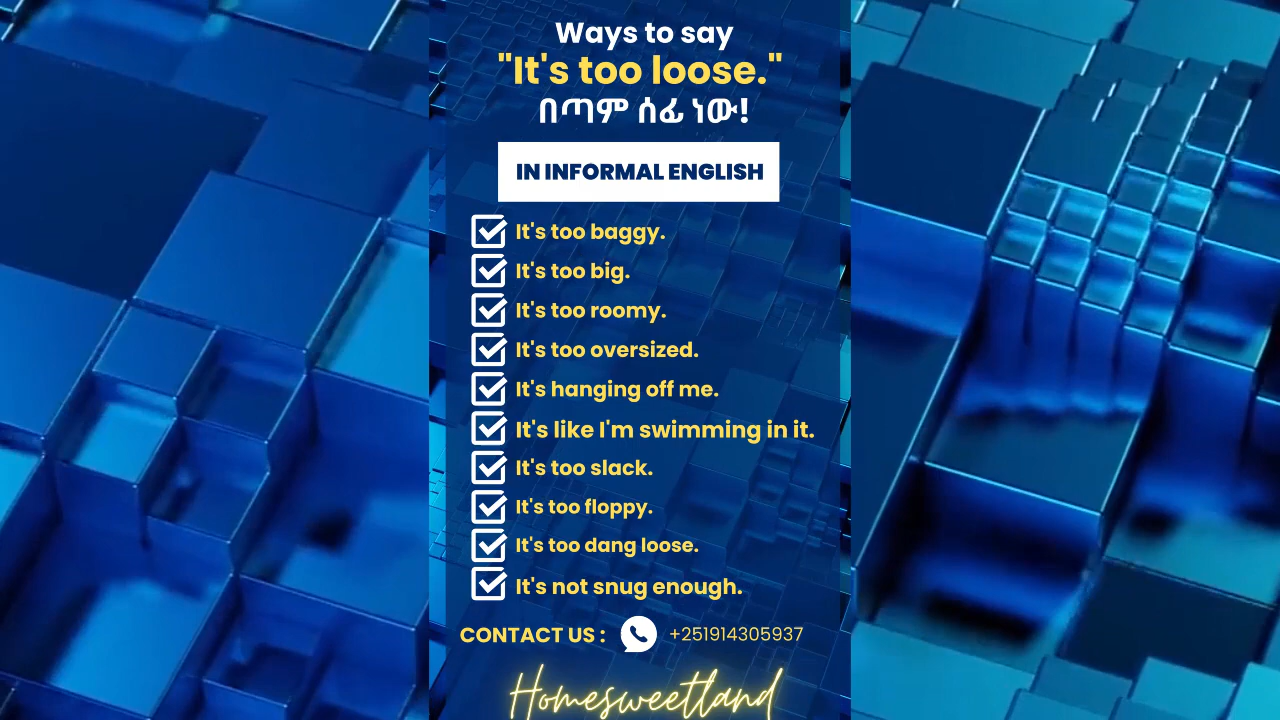 Ways to say
"It's too loose."
በጣም ሰፊ ነው!
IN INFORMAL ENGLISH
It's too baggy.
It's too big.
It's too roomy.
It's too oversized.
It's hanging off me.
It's like I'm swimming in it.
It's too slack.
It's too floppy.
It's too dang loose.
It's not snug enough.
CONTACT US : +251914305937
Homesweetland